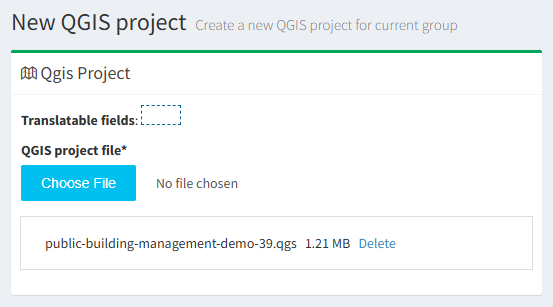 New QGIS project Create a new QGIS project for current group
Qgis Project
Translatable fields:
QGIS project file*
Choose File No file chosen
public-building-management-demo-39.qgs 1.21 MB Delete